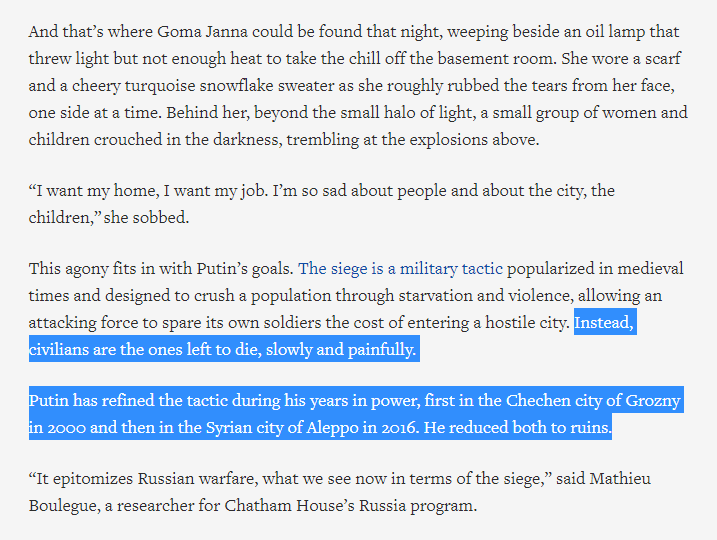 And that’s where Goma Janna could be found that night, weeping beside an oil lamp that
threw light but not enough heat to take the chill off the basement room. She wore a scarf
and a cheery turquoise snowflake sweater as she roughly rubbed the tears from her face,
one side at a time. Behind her, beyond the small halo of light, a small group of women and
children crouched in the darkness, trembling at the explosions above.
“I want my home, I want my job. I’m so sad about people and about the city, the
children,” she sobbed.
This agony fits in with Putin’s goals. The siege is a military tactic popularized in medieval
times and designed to crush a population through starvation and violence, allowing an
attacking force to spare its own soldiers the cost of entering a hostile city. Instead,
civilians are the ones left to die, slowly and painfully.
Putin has refined the tactic during his years in power, first in the Chechen city of Grozny
in 2000 and then in the Syrian city of Aleppo in 2016. He reduced both to ruins.
“It epitomizes Russian warfare, what we see now in terms of the siege,” said Mathieu
Boulegue, a researcher for Chatham House’s Russia program.